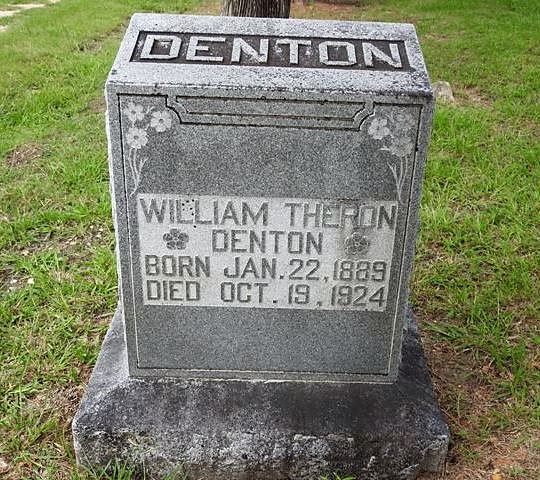 DENTON
WILLIAM THERON
DENTON
BORN JAN. 22, 1889
DIED OCT. 19, 1924